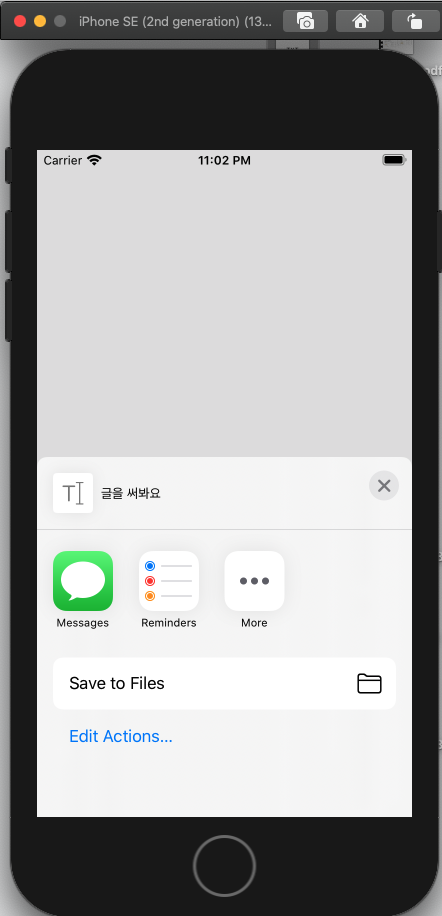 iPhone SE (2nd generation) (13...
Carrier
11:02 PM
글을 써봐요
Messages
Reminders
More
Save to Files
Edit Actions...